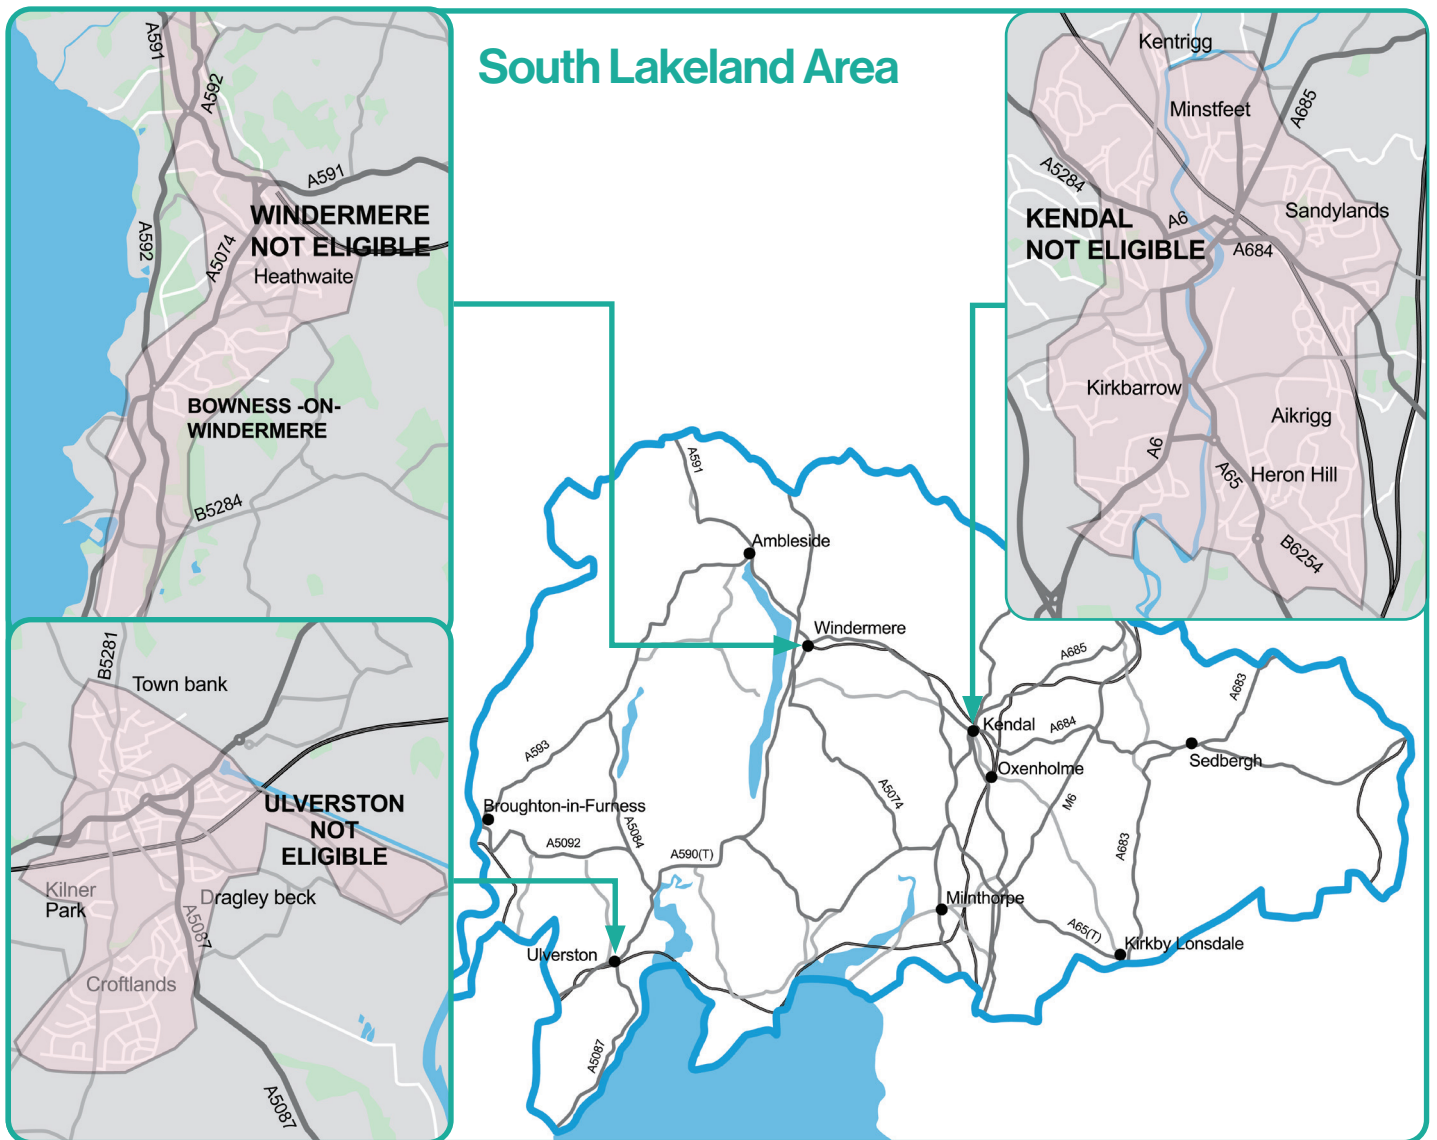 South Lakeland Area
A591
A592
A591
A592
A5074
WINDERMERE
NOT ELIGIBLE
Heathwaite
BOWNESS -ON-
WINDERMERE
B5284
Kentrigg
Minstfeet
A685
A5284
Sandylands
KENDAL
NOT ELIGIBLE
A6
A684
Kirkbarrow
Aikrigg
A6
A65
Heron Hill
B6254
B5281
Town bank
ULVERSTON
NOT
ELIGIBLE
Kilner
Park
Dragley beck
A5087
Croftlands
A5087
A591
Ambleside
Windermere
A685
A683
Kendal
A684
Sedbergh
A593
Oxenholme
Broughton-in-Furness
A5074
M6
A5084
A5092
A590(T)
A683
Milnthorpe
A65(T)
Kirkby Lonsdale
Ulverston
A5087